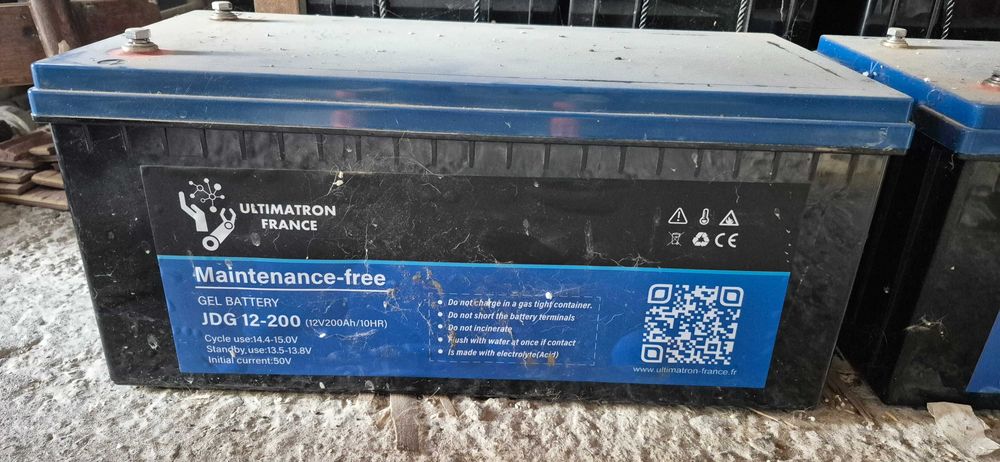 ULTIMATRON
FRANCE
CE
Maintenance-free
GEL BATTERY
JDG 12-200 (12V200Ah/10HR)
Cycle use:14.4-15.0V
Standby use:13.5-13.8V
Initial current:50V
Do not charge in a gas tight container.
Do not short the battery terminals
Do not incinerate
Flush with water at once if contact
Is made with electrolyte(Acid)
www.ultimatron-france.fr